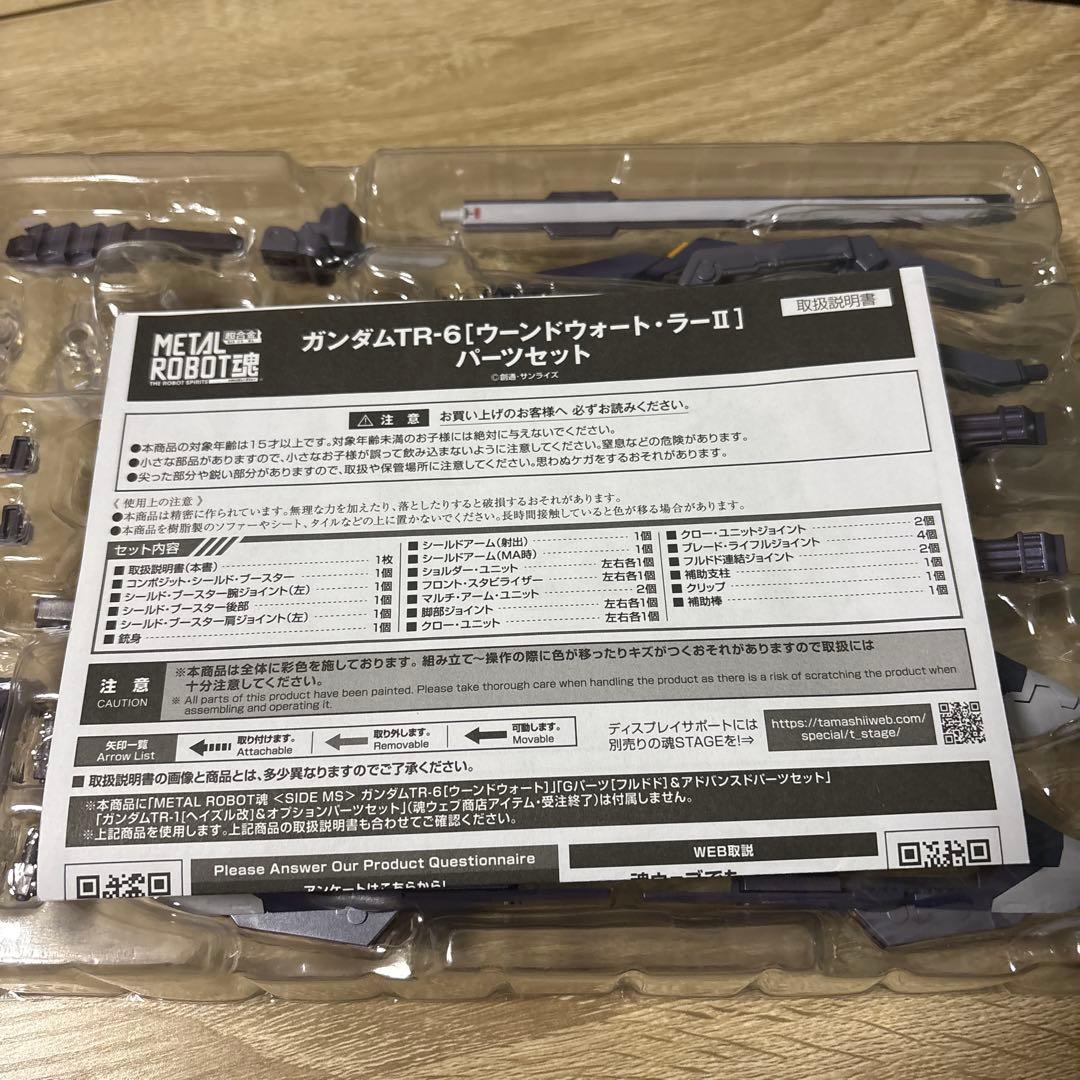 取扱説明書
超合金
METAL
ROBOT魂
THE ROBOT SPIRITS
ガンダムTR-6[ウーンドウォート・ラーII]
パーツセット
©創通・サンライズ
注 意 お買い上げのお客様へ 必ずお読みください。
●本商品の対象年齢は15才以上です。対象年齢未満のお子様には絶対に与えないでください。
●小さな部品がありますので、小さなお子様が誤って飲み込まないように注意してください。窒息などの危険があります。
●尖った部分や鋭い部分がありますので、取扱や保管場所に注意してください。思わぬケガをするおそれがあります。
《 使用上の注意 》
●本商品は精密に作られています。無理な力を加えたり、落としたりすると破損するおそれがあります。
●本商品を樹脂製のソファーやシート、タイルなどの上に置かないでください。長時間接触していると色が移る場合があります。
セット内容
■ 取扱説明書(本書) 1枚
■ コンポジット・シールド・ブースター 1個
■ シールド・ブースター腕ジョイント(左) 1個
■ シールド・ブースター後部 1個
■ シールド・ブースター肩ジョイント(左) 1個
■ 銃身 1個
■ シールドアーム(射出) 1個
■ シールドアーム(MA時) 1個
■ ショルダー・ユニット 左右各1個
■ フロント・スタビライザー 左右各1個
■ マルチ・アーム・ユニット 2個
■ 脚部ジョイント 左右各1個
■ クロー・ユニット 左右各1個
■ クロー・ユニットジョイント 2個
■ ブレード・ライフルジョイント 4個
■ フルドド連結ジョイント 2個
■ 補助支柱 1個
■ クリップ 1個
■ 補助棒 1個
注 意
CAUTION
※本商品は全体に彩色を施しております。組み立て～操作の際に色が移ったりキズがつくおそれがありますので取扱には
十分注意してください。
※ All parts of this product have been painted. Please take thorough care when handling the product as there is a risk of scratching the product when
assembling and operating it.
矢印一覧
Arrow List
取り付けます。
Attachable
取り外します。
Removable
可動します。
Movable
ディスプレイサポートには
別売りの魂STAGEを!⇒
https://tamashiiweb.com/
special/t_stage/
■ 取扱説明書の画像と商品とは、多少異なりますのでご了承ください。
※本商品に「METAL ROBOT魂 <SIDE MS> ガンダムTR-6[ウーンドウォート]」「Gパーツ[フルドド]&アドバンスドパーツセット」
「ガンダムTR-1[ヘイズル改]&オプションパーツセット」(魂ウェブ商店アイテム・受注終了)は付属しません。
※上記商品を使用します。上記商品の取扱説明書も合わせてご確認ください。
Please Answer Our Product Questionnaire
アンケートはこちらから!
WEB取説
魂ウェブでも